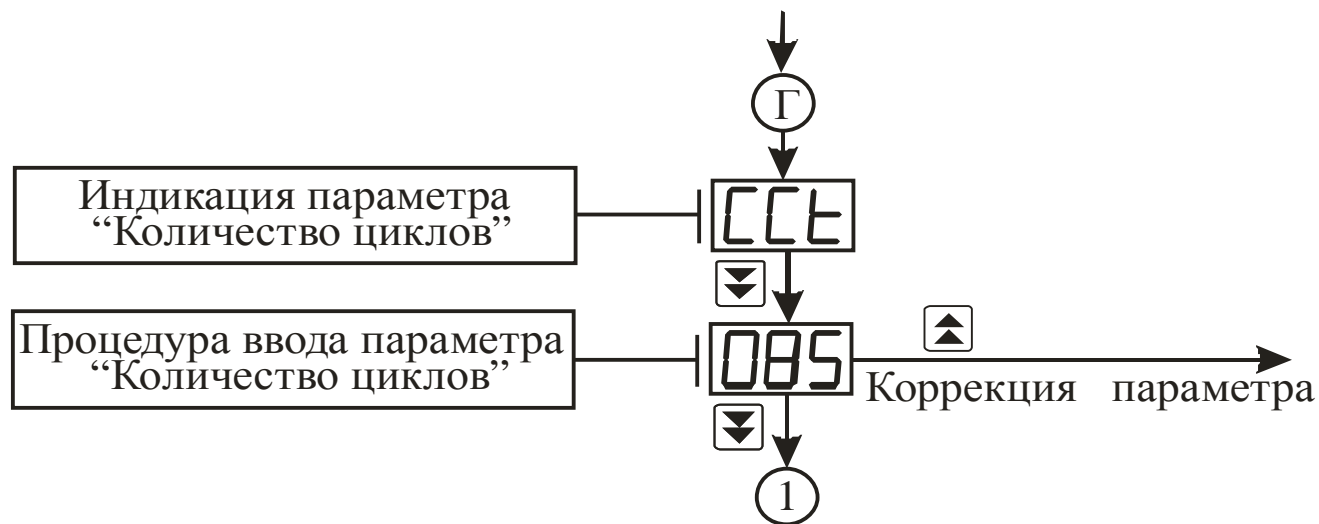 Г
Индикация параметра
“Количество циклов”
CCt
Процедура ввода параметра
“Количество циклов”
085
Коррекция параметра
1